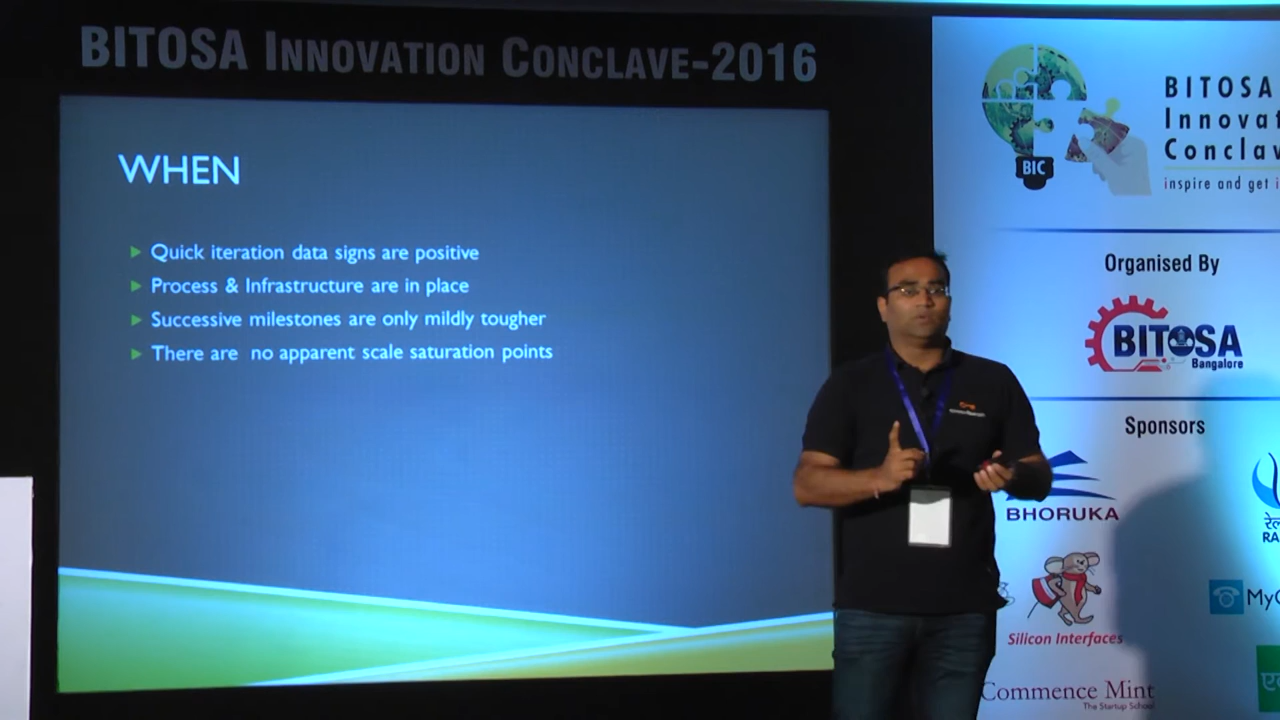 BITOSA INNOVATION CONCLAVE-2016
WHEN
Quick iteration data signs are positive
Process & Infrastructure are in place
Successive milestones are only mildly tougher
There are no apparent scale saturation points
BIC
BITOSA
Innovat
Conclav
inspire and get i
Organised By
BITOSA
Bangalore
Sponsors
BHORUKA
रेल
RA
Silicon Interfaces
My
Commence Mint
The Startup School